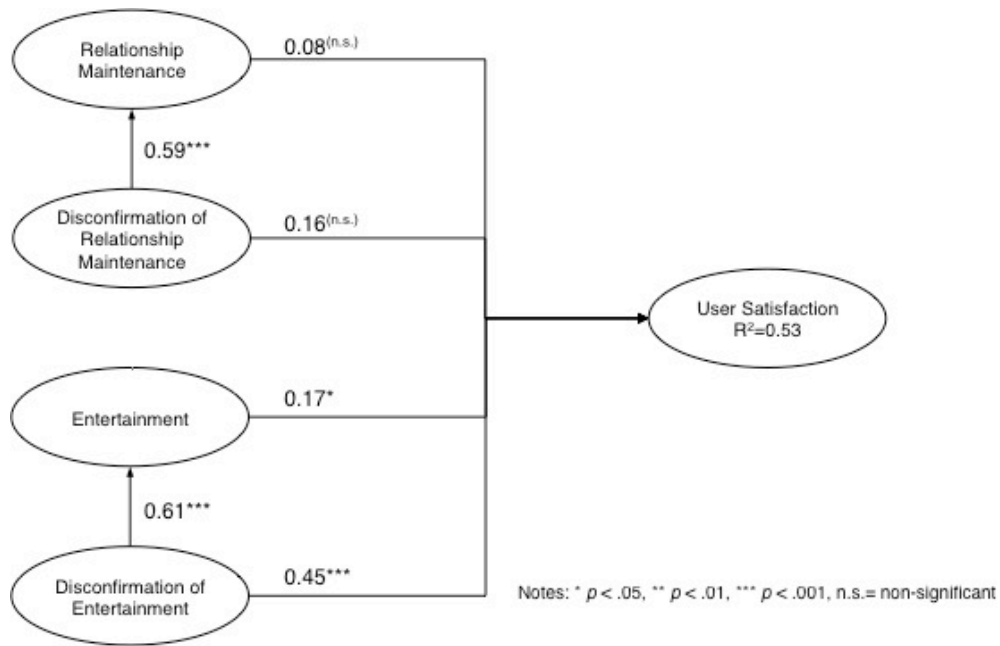 Relationship
Maintenance
0.08(n.s.)
0.59***
Disconfirmation of
Relationship
Maintenance
0.16(n.s.)
User Satisfaction
R²=0.53
Entertainment
0.17*
0.61***
Disconfirmation of
Entertainment
0.45***
Notes: * p < .05, ** p < .01, *** p < .001, n.s.= non-significant